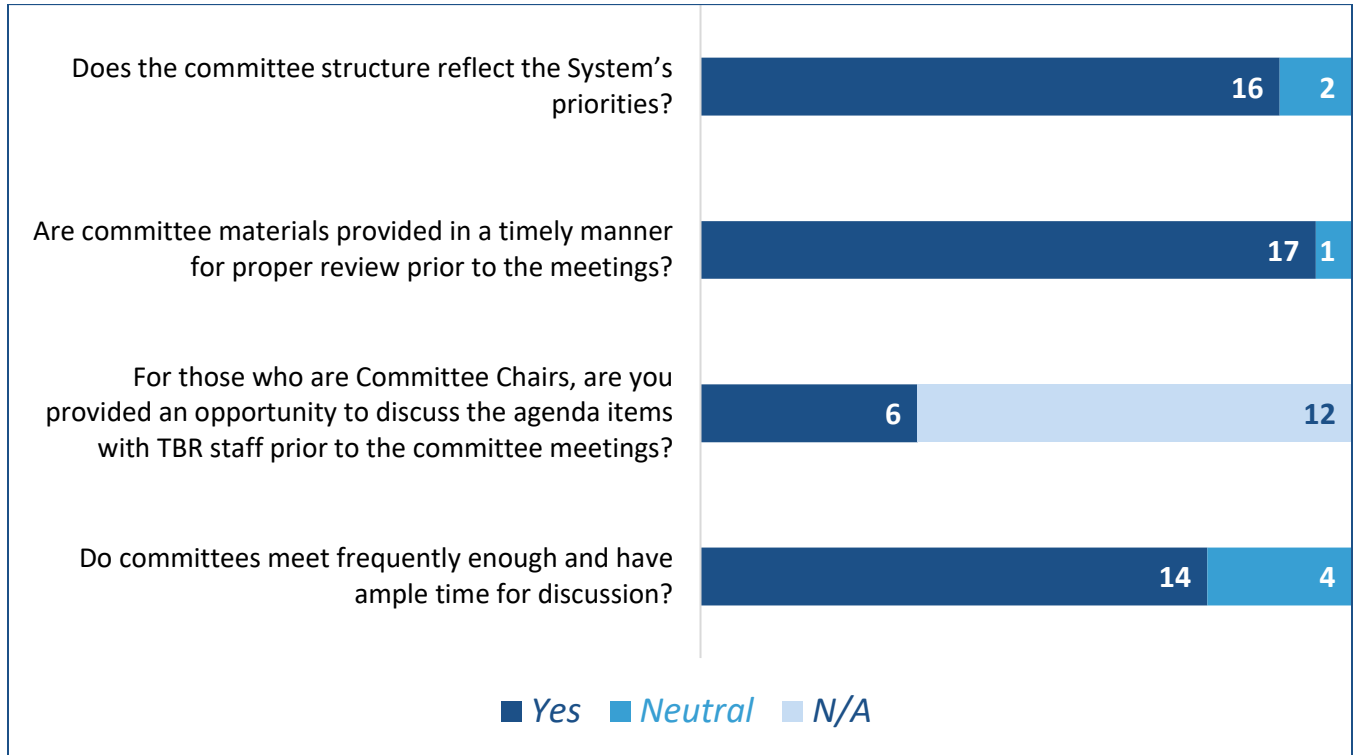 Does the committee structure reflect the System’s
priorities?
16 2
Are committee materials provided in a timely manner
for proper review prior to the meetings?
17 1
For those who are Committee Chairs, are you
provided an opportunity to discuss the agenda items
with TBR staff prior to the committee meetings?
6 12
Do committees meet frequently enough and have
ample time for discussion?
14 4
Yes Neutral N/A